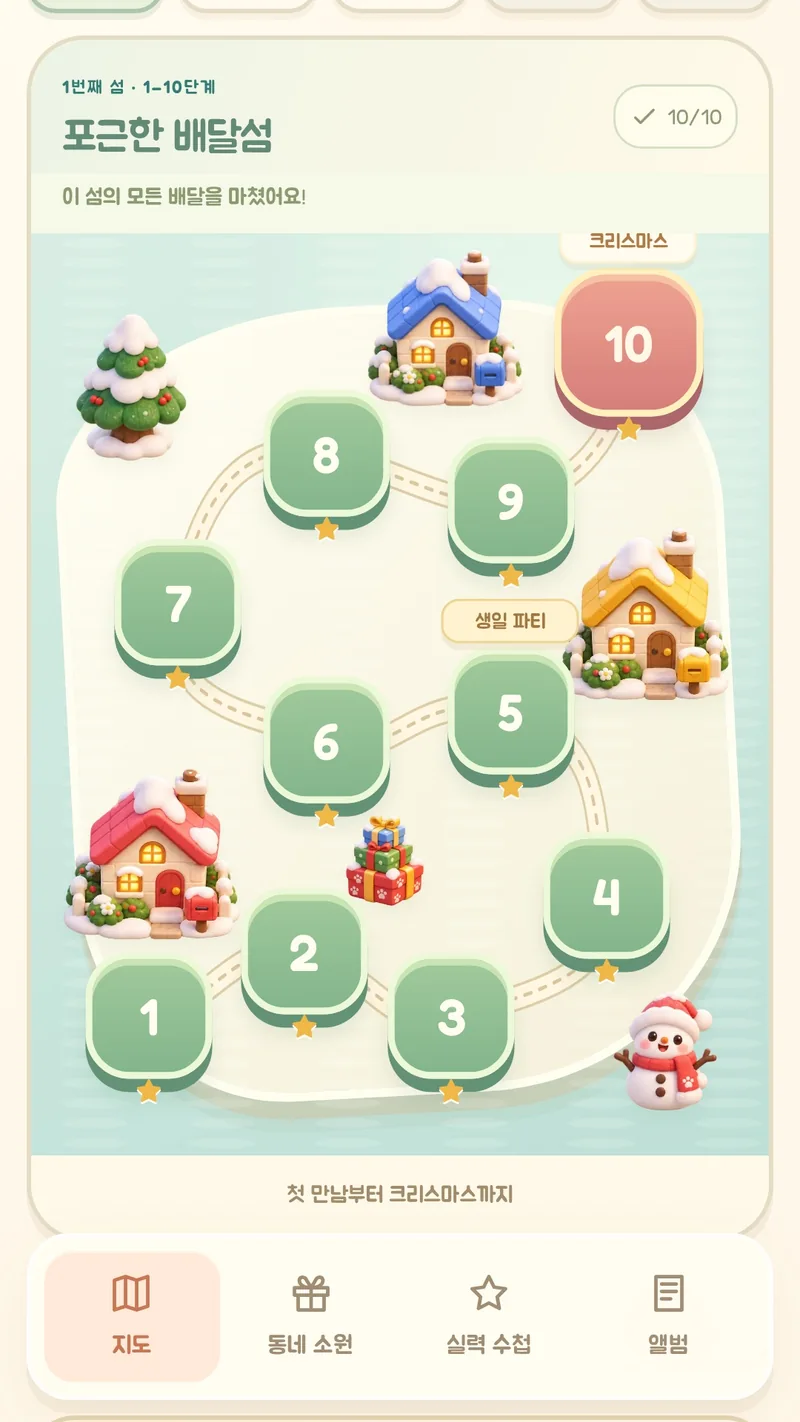 1번째 섬 · 1–10단계
포근한 배달섬
10/10
이 섬의 모든 배달을 마쳤어요!
크리스마스
10
8
9
7
생일 파티
5
6
4
2
1
3
첫 만남부터 크리스마스까지
지도
동네 소원
실력 수첩
앨범